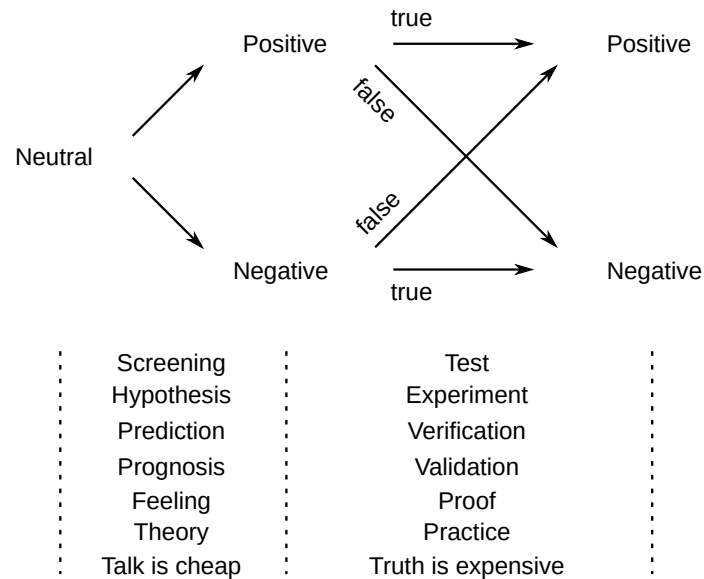 true
Positive
Positive
false
Neutral
false
Negative
Negative
true
Screening
Test
Hypothesis
Experiment
Prediction
Verification
Prognosis
Validation
Feeling
Proof
Theory
Practice
Talk is cheap
Truth is expensive